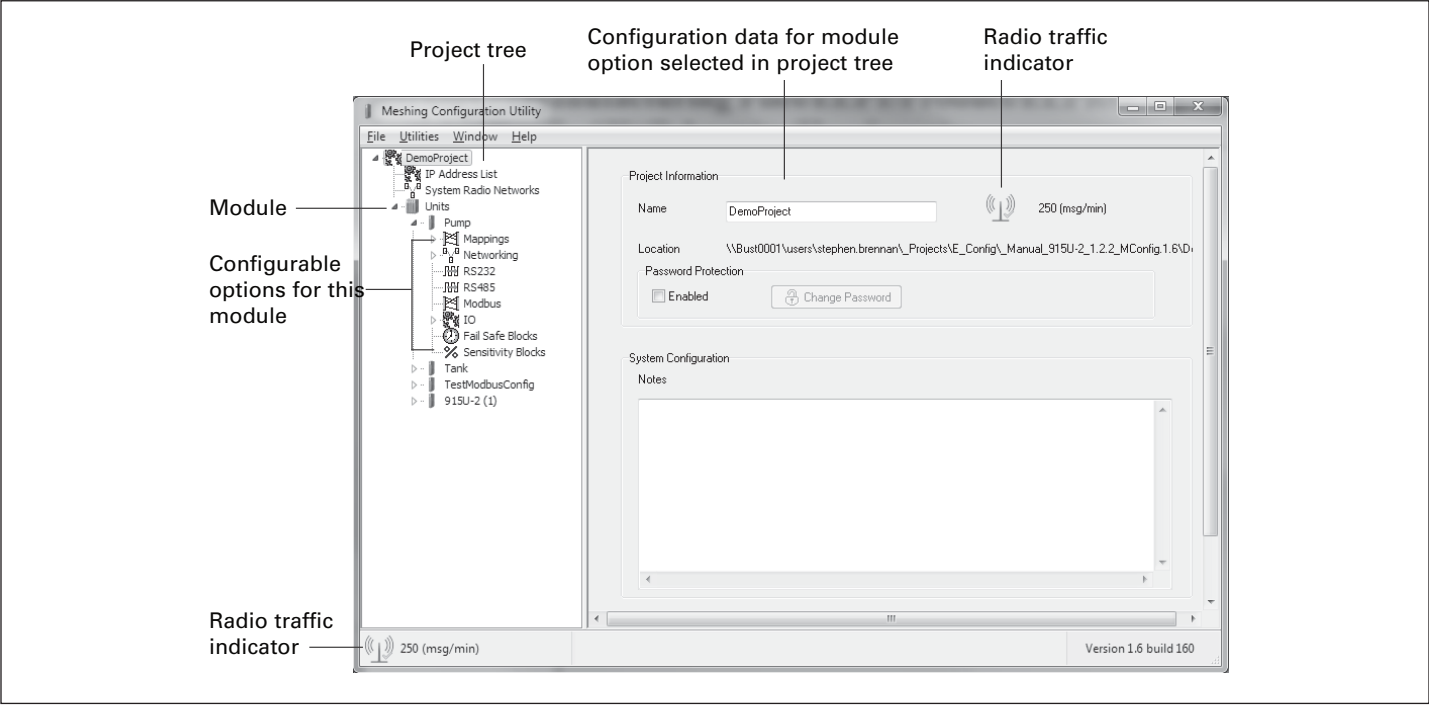 Project tree
Configuration data for module
option selected in project tree
Radio traffic
indicator
Meshing Configuration Utility
File Utilities Window Help
DemoProject
IP Address List
System Radio Networks
Module
Units
Pump
Configurable
options for this
module
Mappings
Networking
RS232
RS485
Modbus
IO
Fail Safe Blocks
Sensitivity Blocks
Tank
TestModbusConfig
915U-2 (1)
Project Information
Name DemoProject 250 (msg/min)
Location \\Bust0001\users\stephen.brennan\_Projects\E_Config\_Manual_915U-2_1.2.2_MConfig.1.6\D
Password Protection
Enabled Change Password
System Configuration
Notes
Radio traffic
indicator
250 (msg/min) Version 1.6 build 160